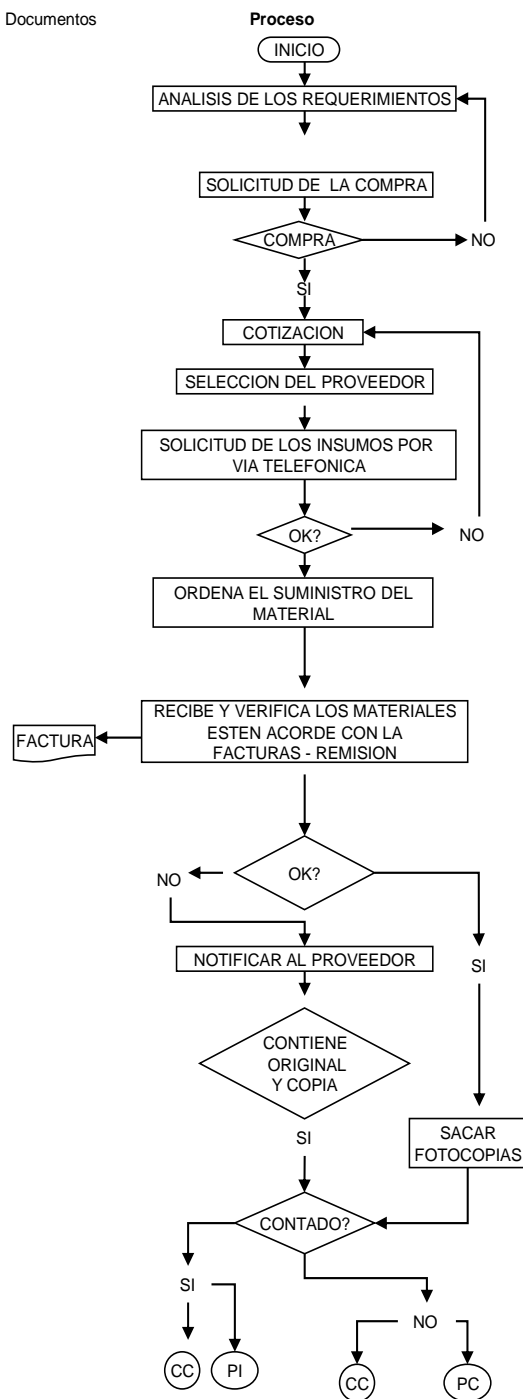 Documentos
Proceso
INICIO
ANALISIS DE LOS REQUERIMIENTOS
SOLICITUD DE LA COMPRA
COMPRA
NO
SI
COTIZACION
SELECCION DEL PROVEEDOR
SOLICITUD DE LOS INSUMOS POR
VIA TELEFONICA
OK?
NO
ORDENA EL SUMINISTRO DEL
MATERIAL
RECIBE Y VERIFICA LOS MATERIALES
ESTEN ACORDE CON LA
FACTURAS - REMISION
FACTURA
OK?
NO
NOTIFICAR AL PROVEEDOR
SI
CONTIENE
ORIGINAL
Y COPIA
SI
SACAR
FOTOCOPIAS
CONTADO?
SI
NO
CC
PI
CC
PC